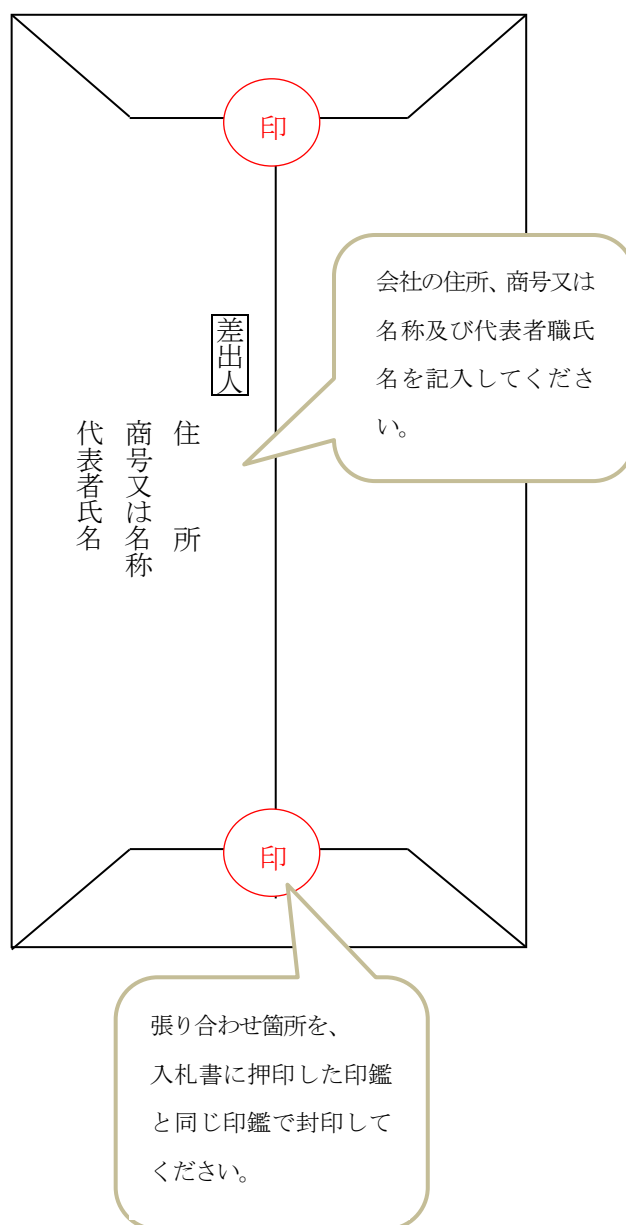 印
会社の住所、商号又は
名称及び代表者職氏
名を記入してくださ
い。
差出人
住所
商号又は名称
代表者氏名
印
張り合わせ箇所を、
入札書に押印した印鑑
と同じ印鑑で封印して
ください。